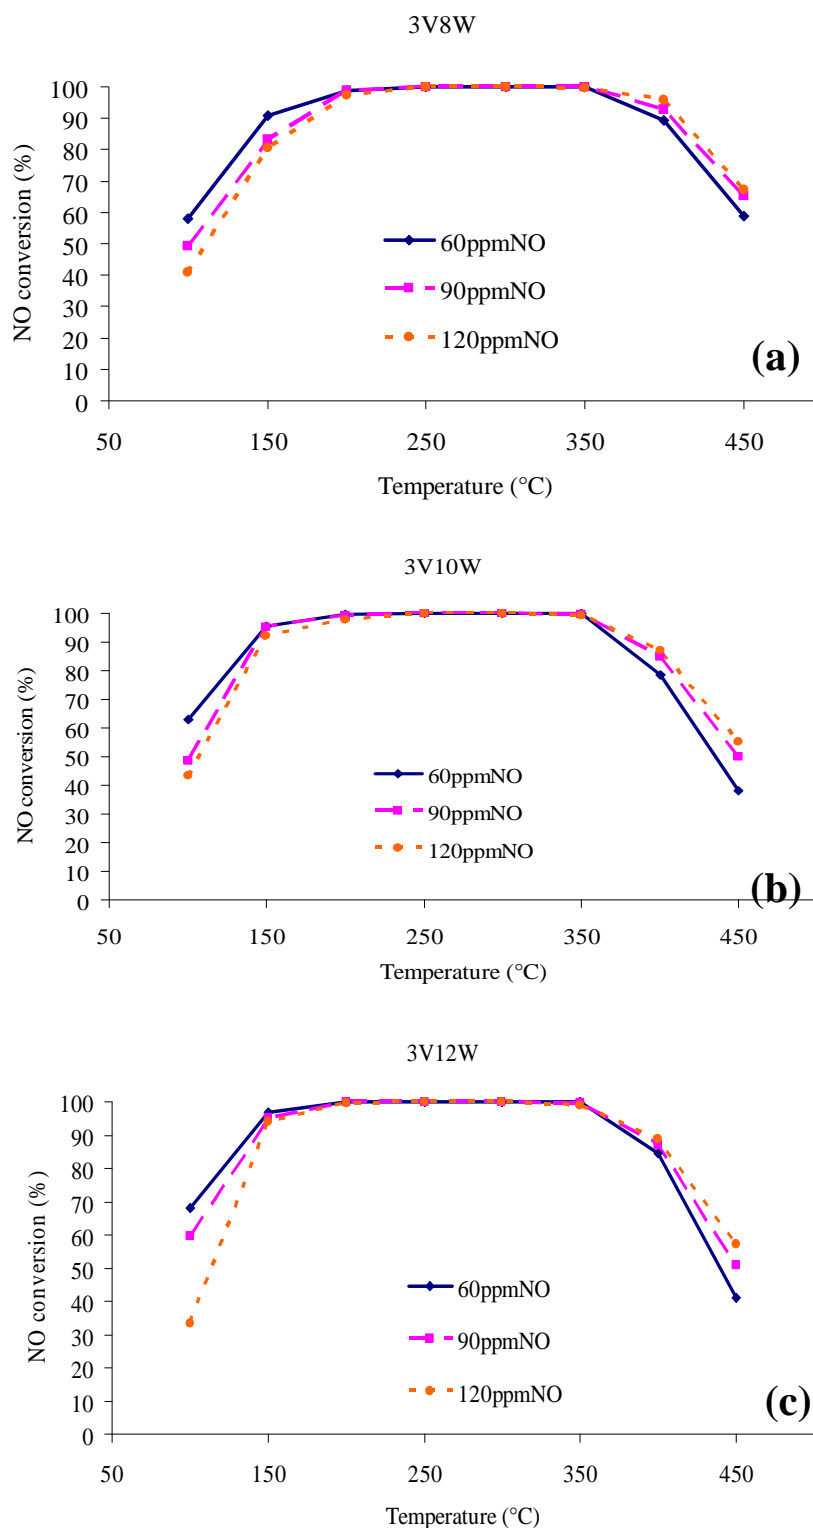 3V8W
100
90
80
70
60
50
40
30
20
10
0
NO conversion (%)
60ppmNO
90ppmNO
120ppmNO
(a)
50 150 250 350 450
Temperature (°C)
3V10W
100
90
80
70
60
50
40
30
20
10
0
NO conversion (%)
60ppmNO
90ppmNO
120ppmNO
(b)
50 150 250 350 450
Temperature (°C)
3V12W
100
90
80
70
60
50
40
30
20
10
0
NO conversion (%)
60ppmNO
90ppmNO
120ppmNO
(c)
50 150 250 350 450
Temperature (°C)